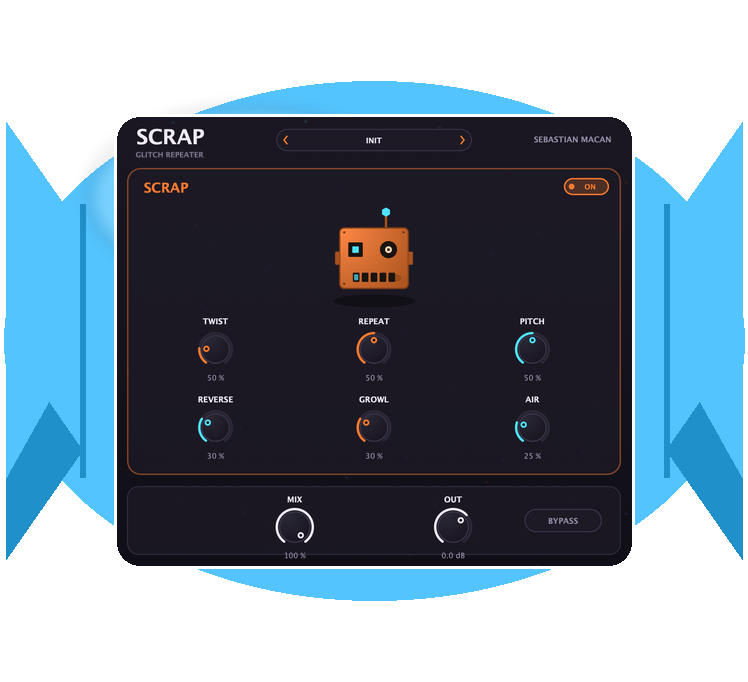 SCRAP
GLITCH REPEATER
INIT
SEBASTIAN MACAN
SCRAP
ON
TWIST
REPEAT
PITCH
50 %
50 %
50 %
REVERSE
GROWL
AIR
30 %
30 %
25 %
MIX
OUT
BYPASS
100 %
0.0 dB